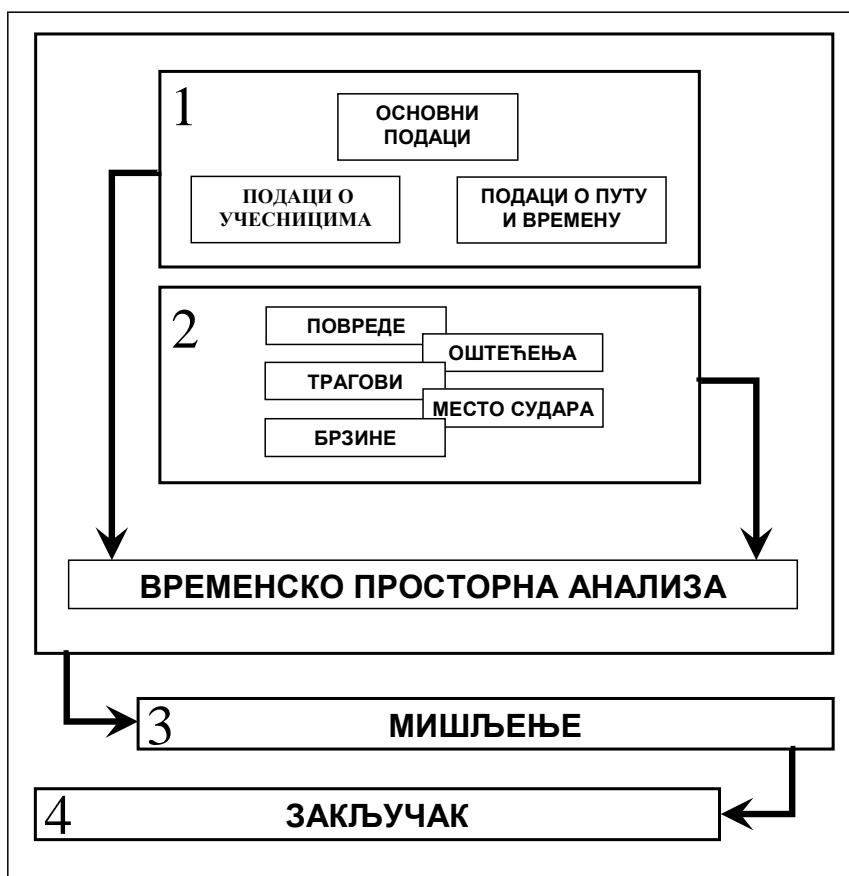 1
ОСНОВНИ
ПОДАЦИ
ПОДАЦИ О
УЧЕСНИЦИМА
ПОДАЦИ О ПУТУ
И ВРЕМЕНУ
2
ПОВРЕДЕ
ОШТЕЋЕЊА
ТРАГОВИ
МЕСТО СУДАРА
БРЗИНЕ
ВРЕМЕНСКО ПРОСТОРНА АНАЛИЗА
3 МИШЉЕЊЕ
4 ЗАКЉУЧАК